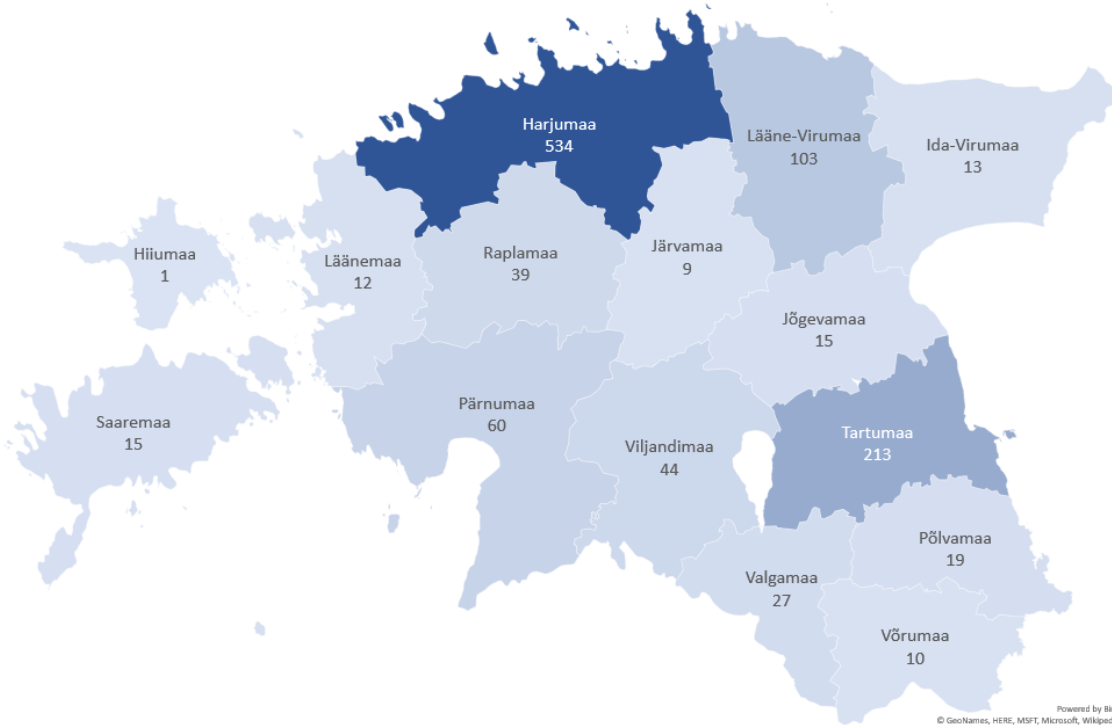 Harjumaa
534
Lääne-Virumaa
103
Ida-Virumaa
13
Hiiumaa
1
Läänemaa
12
Raplamaa
39
Järvamaa
9
Jõgevamaa
15
Saaremaa
15
Pärnumaa
60
Viljandimaa
44
Tartumaa
213
Põlvamaa
19
Valgamaa
27
Võrumaa
10
Powered by
© GeoNames, HERE, MSFT, Microsoft,